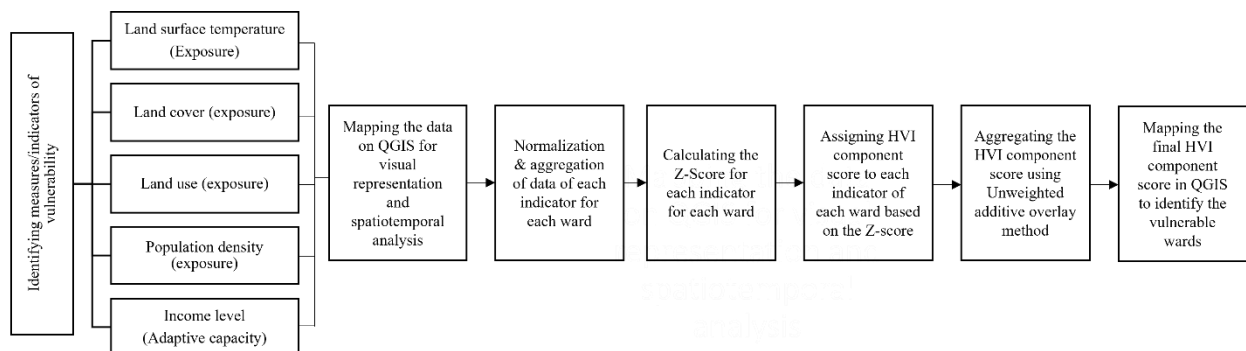 Identifying measures/indicators of
vulnerability
Land surface temperature
(Exposure)
Land cover (exposure)
Land use (exposure)
Population density
(exposure)
Income level
(Adaptive capacity)
Mapping the data
on QGIS for
visual
representation
and
spatiotemporal
analysis
Normalization
& aggregation
of data of each
indicator for
each ward
Calculating the
Z-Score for
each indicator
for each ward
Assigning HVI
component
score to each
indicator of
each ward based
on the Z-score
Aggregating the
HVI component
score using
Unweighted
additive overlay
method
Mapping the
final HVI
component
score in QGIS
to identify the
vulnerable
wards